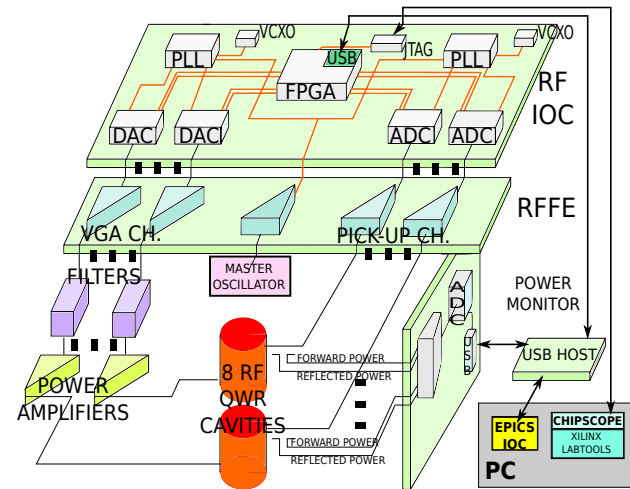 VCXO
JTAG
VCXO
PLL
USB
PLL
FPGA
RF
IOC
DAC
DAC
ADC
ADC
RFFE
VGA CH.
PICK-UP CH.
FILTERS
MASTER
OSCILLATOR
ADC
USB
POWER
MONITOR
USB HOST
FORWARD POWER
REFLECTED POWER
8 RF
QWR
CAVITIES
POWER
AMPLIFIERS
FORWARD POWER
REFLECTED POWER
EPICS
IOC
CHIPSCOPE
XILINX
LABTOOLS
PC